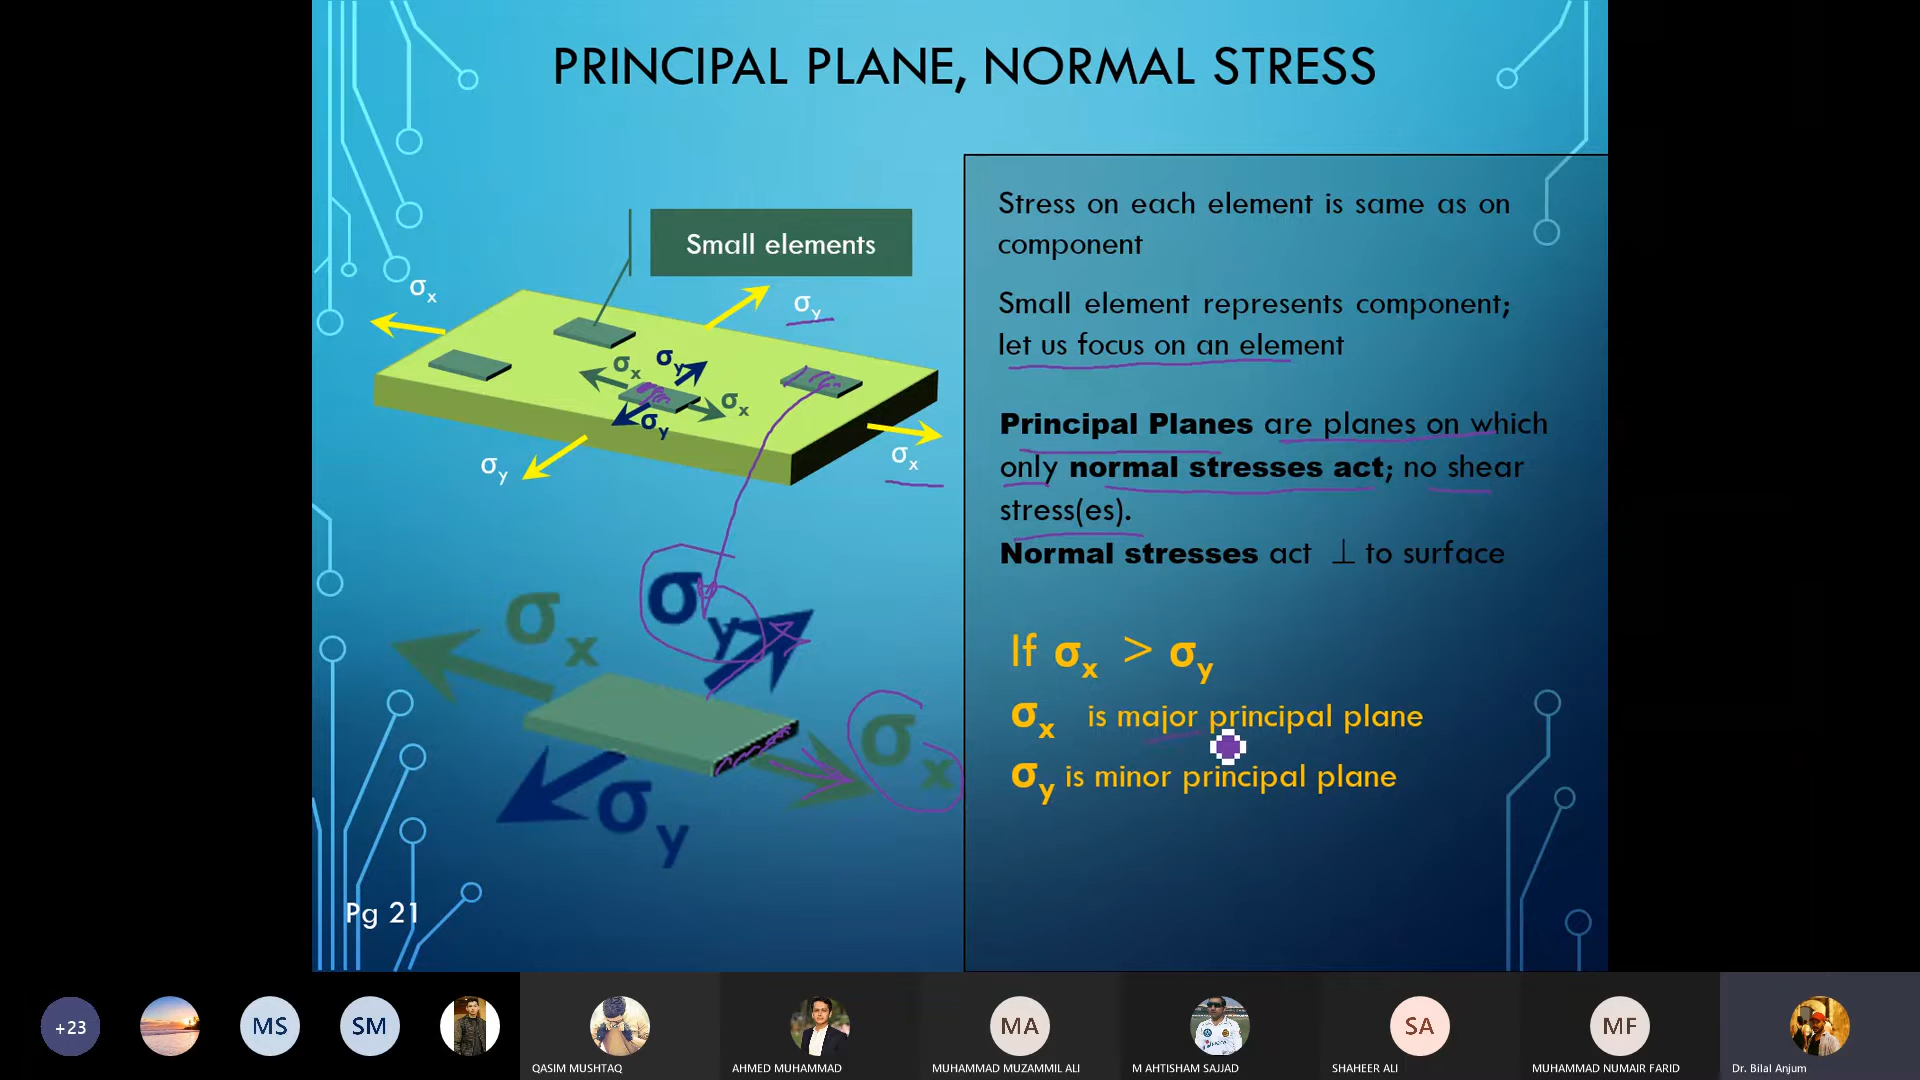 PRINCIPAL PLANE, NORMAL STRESS
Small elements
σx
σy
σx
σy
σx
σy
σy
σx
Stress on each element is same as on
component
Small element represents component;
let us focus on an element
Principal Planes are planes on which
only normal stresses act; no shear
stress(es).
Normal stresses act ⊥ to surface
σx
σy
σx
σy
If σx > σy
σx is major principal plane
σy is minor principal plane
Pg 21
+23
MS
SM
QASIM MUSHTAQ
AHMED MUHAMMAD
MA
MUHAMMAD MUZAMMIL ALI
M AHTISHAM SAJJAD
SA
SHAHEER ALI
MF
MUHAMMAD NUMAIR FARID
Dr. Bilal Anjum